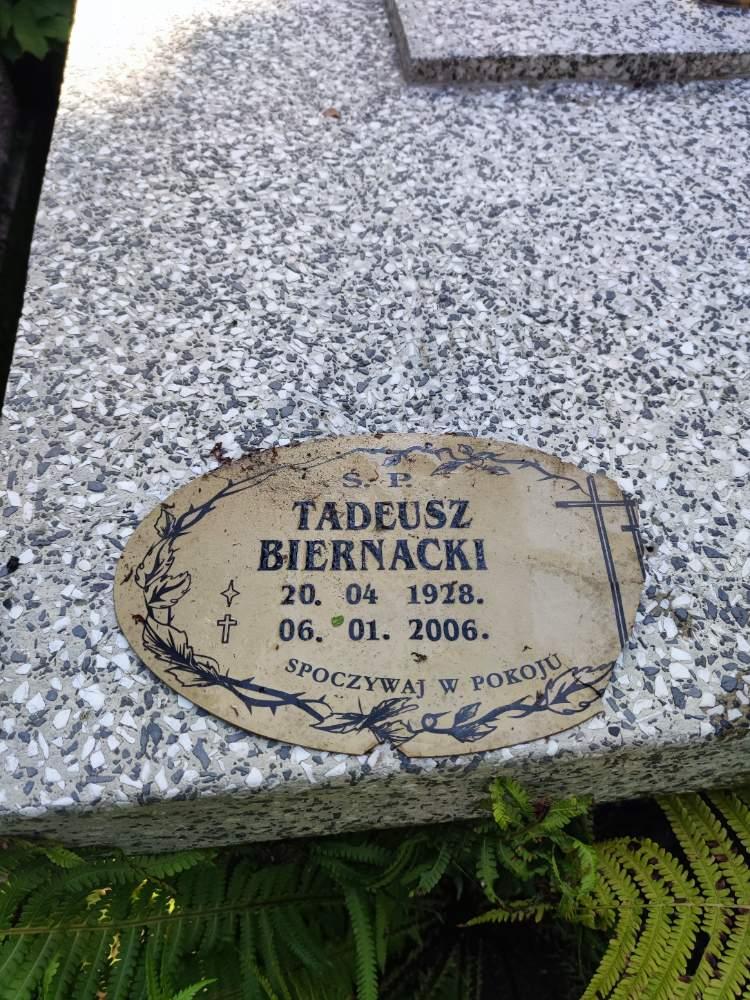 Ś. P.
TADEUSZ
BIERNACKI
20. 04 1928.
06. 01. 2006.
SPOCZYWAJ W POKOJU